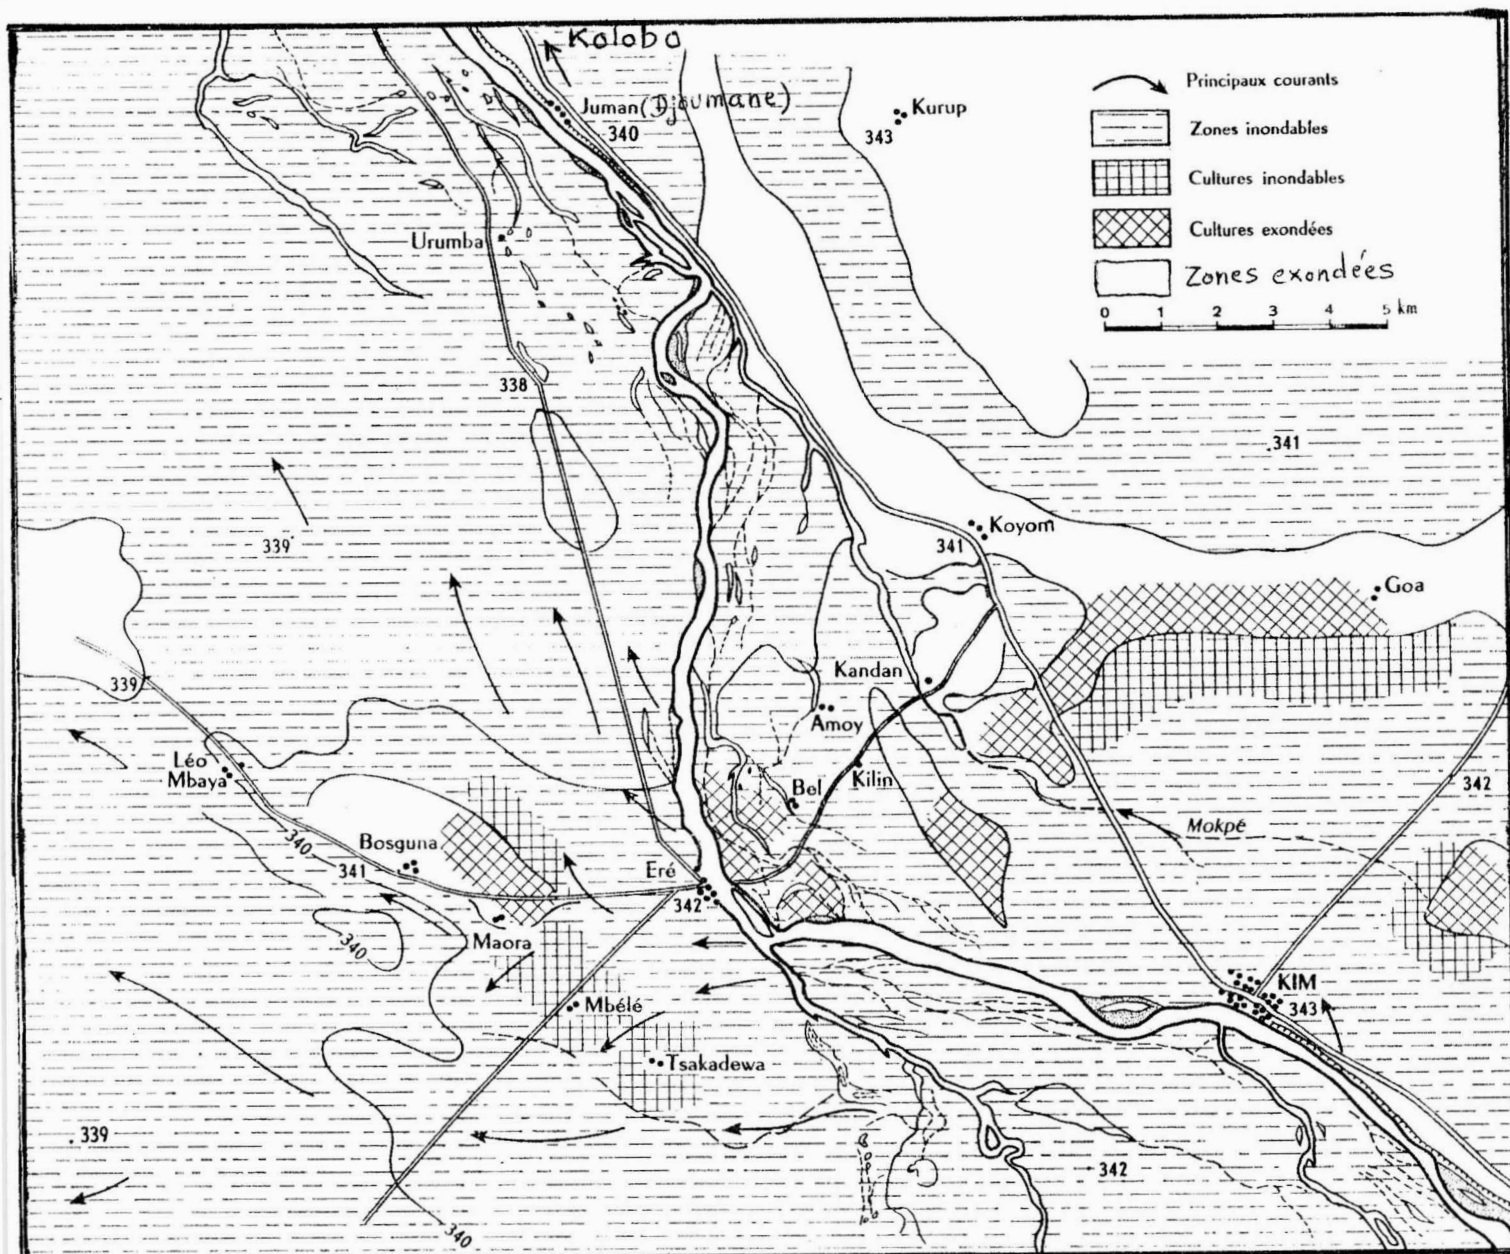 Kolobo
Juman (Djoumane)
340
Kurup
343
Principaux courants
Zones inondables
Cultures inondables
Cultures exondées
Zones exondées
0 1 2 3 4 5 km
Urumba
338
341
339
Koyom
341
Goa
339
Kandan
Amoy
Léo
Mbaya
Bel
Kilin
342
Mokpé
340
Bosguna
341
Eré
342
340
Maora
KIM
343
Mbélé
Tsakadewa
339
342
340